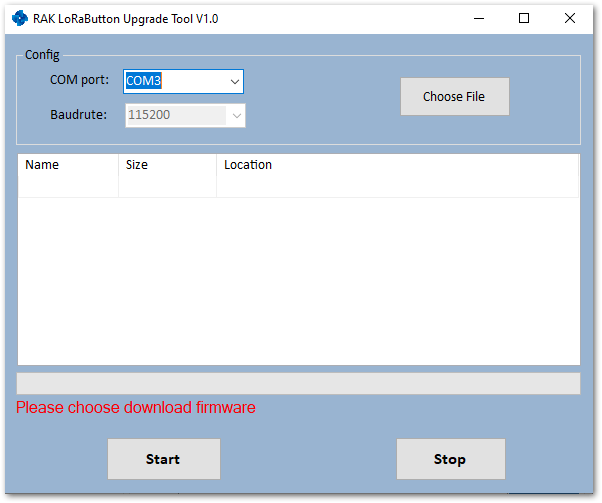 RAK LoRaButton Upgrade Tool V1.0
Config
COM port: COM3
Choose File
Baudrute: 115200
Name Size Location
Please choose download firmware
Start Stop